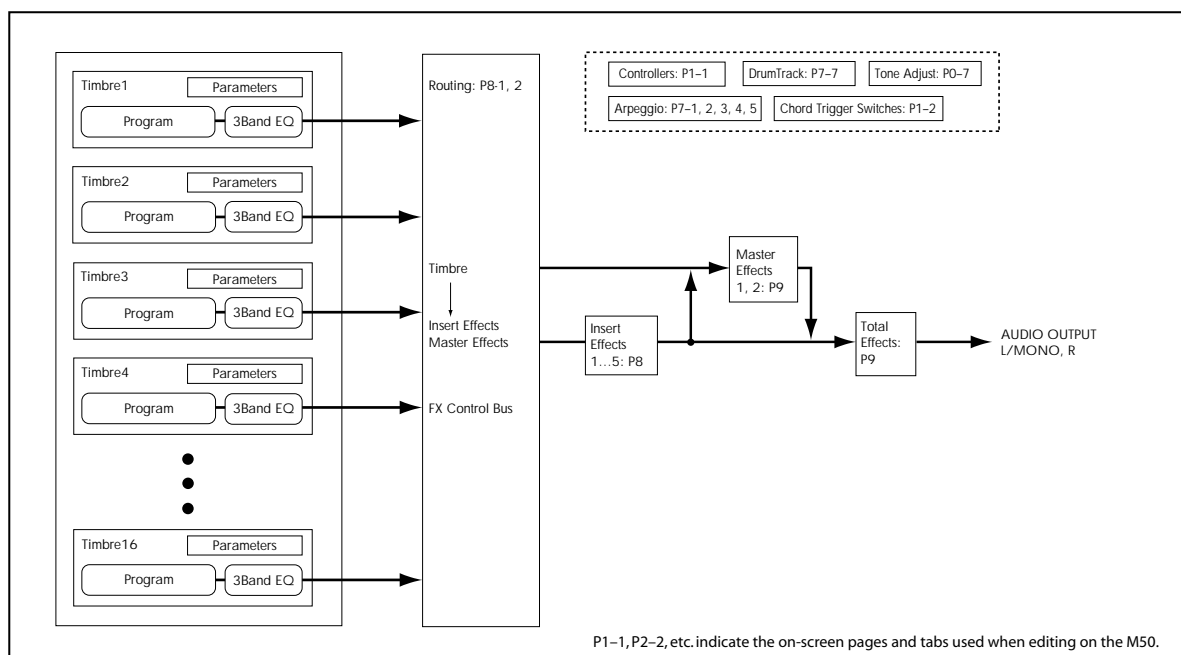 Timbre1
Parameters
Program
3Band EQ
Timbre2
Parameters
Program
3Band EQ
Timbre3
Parameters
Program
3Band EQ
Timbre4
Parameters
Program
3Band EQ
Timbre16
Parameters
Program
3Band EQ
Routing: P8-1, 2
Timbre
Insert Effects
Master Effects
FX Control Bus
Controllers: P1–1
DrumTrack: P7–7
Tone Adjust: P0–7
Arpeggio: P7–1, 2, 3, 4, 5
Chord Trigger Switches: P1–2
Insert
Effects
1...5: P8
Master
Effects
1, 2: P9
Total
Effects:
P9
AUDIO OUTPUT
L/MONO, R
P1–1, P2–2, etc. indicate the on-screen pages and tabs used when editing on the M50.